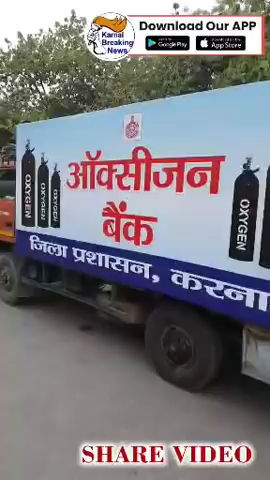 Download Our APP
Karnal
Breaking
News
GET IT ON
Google Play
Download on the
App Store
ऑक्सीजन
बैंक
OXYGEN
OXYGEN
OXYGEN
OXYGEN
जिला प्रशासन, करना
SHARE VIDEO